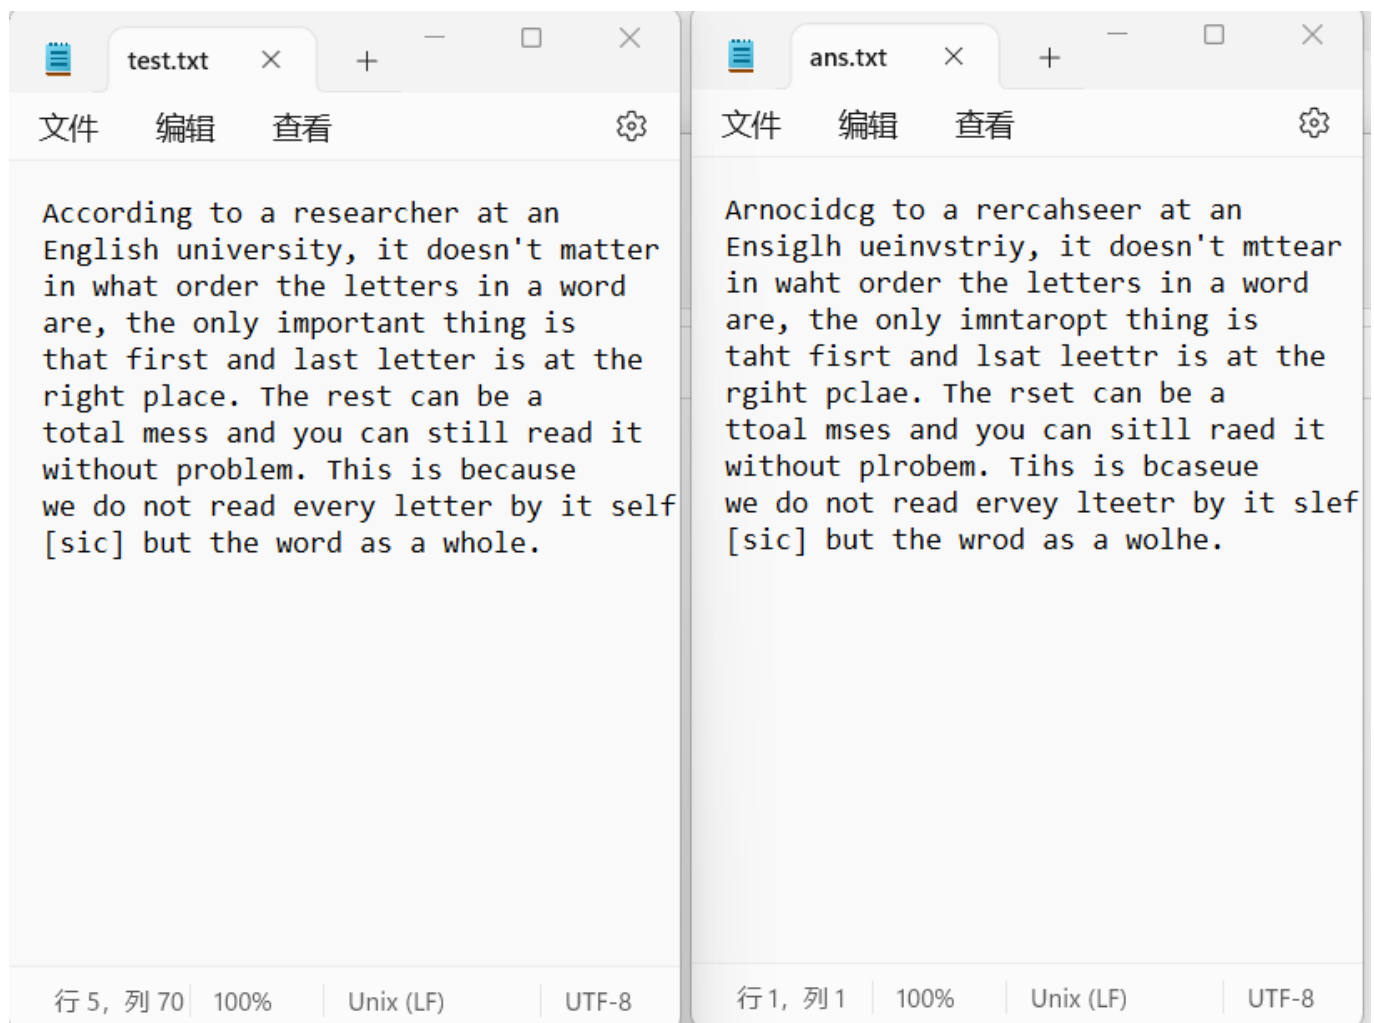 test.txt
文件 编辑 查看
According to a researcher at an
English university, it doesn't matter
in what order the letters in a word
are, the only important thing is
that first and last letter is at the
right place. The rest can be a
total mess and you can still read it
without problem. This is because
we do not read every letter by it self
[sic] but the word as a whole.
行 5, 列 70 100% Unix (LF) UTF-8
ans.txt
文件 编辑 查看
Arnocidcg to a rercahseer at an
Ensiglh ueinvstriy, it doesn't mttear
in waht order the letters in a word
are, the only imntaropt thing is
taht fisrt and lsat leettr is at the
rgiht pclae. The rset can be a
ttoal mses and you can sitll raed it
without plrobem. Tihs is bcaseue
we do not read ervey lteetr by it slef
[sic] but the wrod as a wolhe.
行 1, 列 1 100% Unix (LF) UTF-8